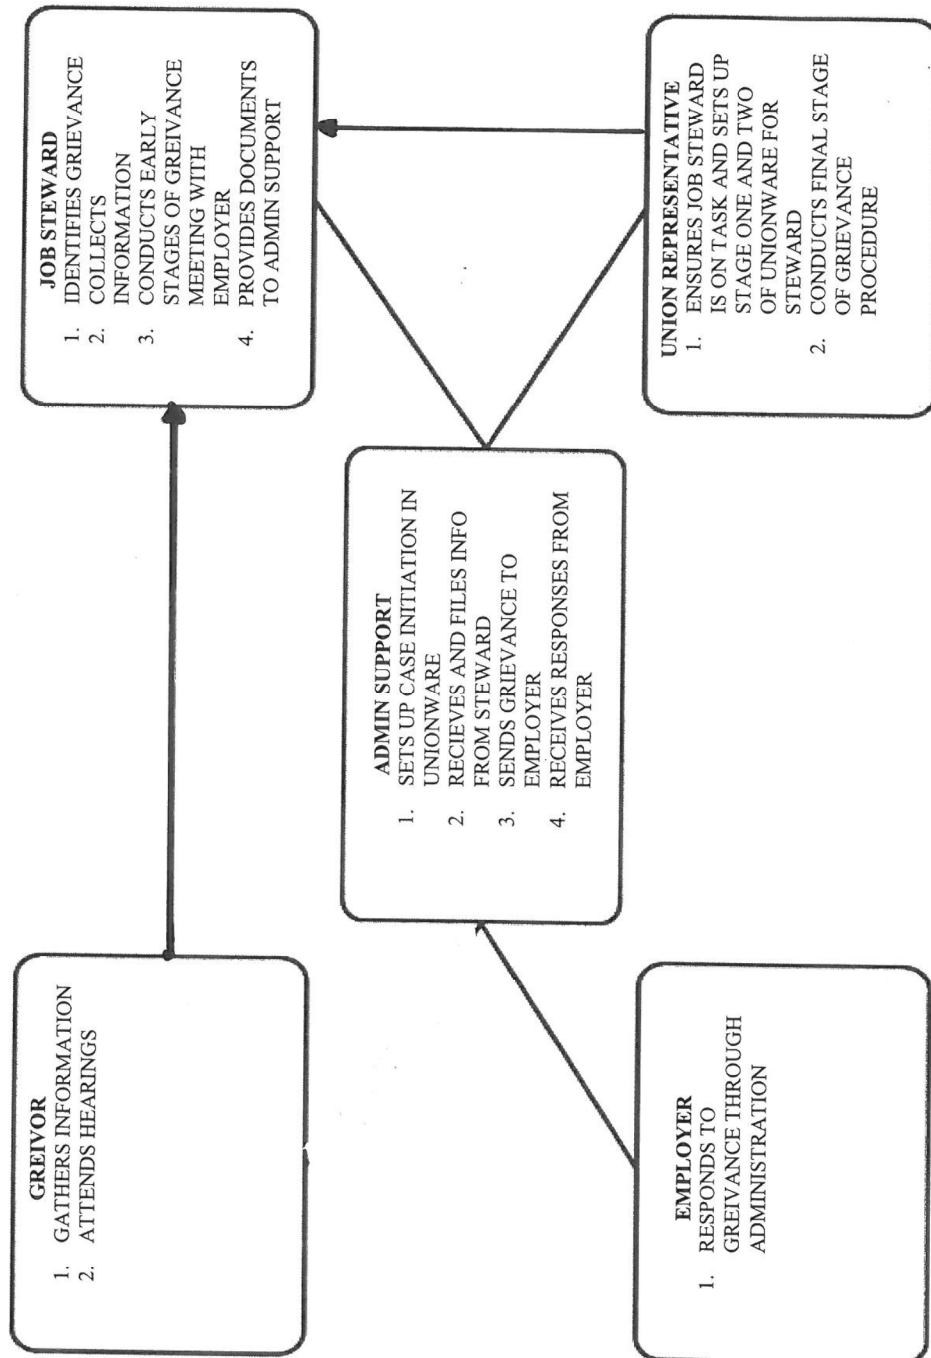 GREIVOR
1. GATHERS INFORMATION
2. ATTENDS HEARINGS
JOB STEWARD
1. IDENTIFIES GRIEVANCE
2. COLLECTS
INFORMATION
3. CONDUCTS EARLY
STAGES OF GREIVANCE
MEETING WITH
EMPLOYER
4. PROVIDES DOCUMENTS
TO ADMIN SUPPORT
ADMIN SUPPORT
1. SETS UP CASE INITIATION IN
UNIONWARE
2. RECIEVES AND FILES INFO
FROM STEWARD
3. SENDS GRIEVANCE TO
EMPLOYER
4. RECEIVES RESPONSES FROM
EMPLOYER
EMPLOYER
1. RESPONDS TO
GREIVANCE THROUGH
ADMINISTRATION
UNION REPRESENTATIVE
1. ENSURES JOB STEWARD
IS ON TASK AND SETS UP
STAGE ONE AND TWO
OF UNIONWARE FOR
STEWARD
2. CONDUCTS FINAL STAGE
OF GRIEVANCE
PROCEDURE